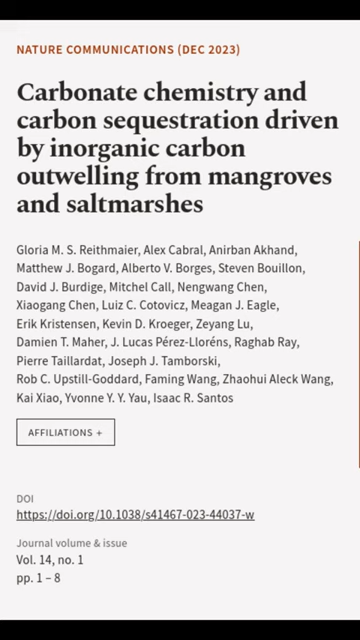 NATURE COMMUNICATIONS (DEC 2023)
Carbonate chemistry and
carbon sequestration driven
by inorganic carbon
outwelling from mangroves
and saltmarshes
Gloria M. S. Reithmaier, Alex Cabral, Anirban Akhand,
Matthew J. Bogard, Alberto V. Borges, Steven Bouillon,
David J. Burdige, Mitchel Call, Nengwang Chen,
Xiaogang Chen, Luiz C. Cotovicz, Meagan J. Eagle,
Erik Kristensen, Kevin D. Kroeger, Zeyang Lu,
Damien T. Maher, J. Lucas Pérez-Lloréns, Raghab Ray,
Pierre Taillardat, Joseph J. Tamborski,
Rob C. Upstill-Goddard, Faming Wang, Zhaohui Aleck Wang,
Kai Xiao, Yvonne Y. Y. Yau, Isaac R. Santos
AFFILIATIONS +
DOI
https://doi.org/10.1038/s41467-023-44037-w
Journal volume & issue
Vol. 14, no. 1
pp. 1 – 8